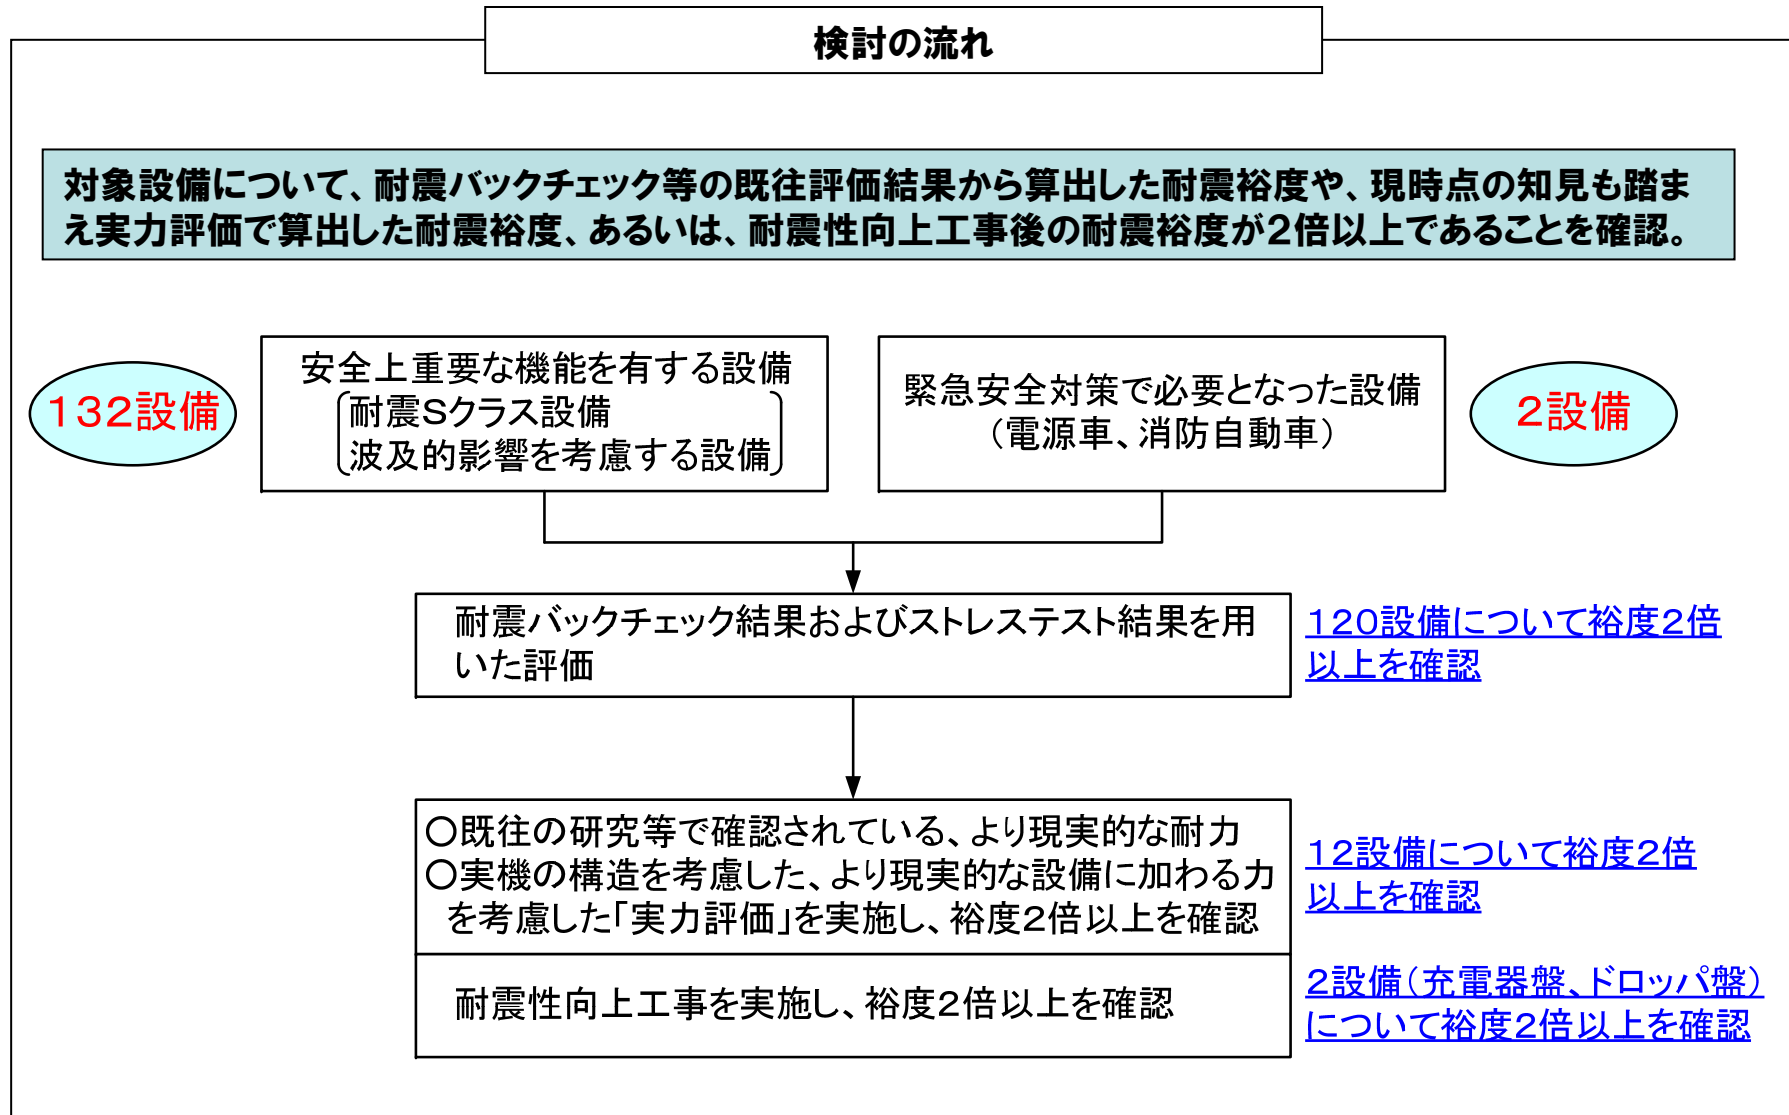 検討の流れ
対象設備について、耐震バックチェック等の既往評価結果から算出した耐震裕度や、現時点の知見も踏ま
え実力評価で算出した耐震裕度、あるいは、耐震性向上工事後の耐震裕度が２倍以上であることを確認。
132設備
安全上重要な機能を有する設備
耐震Ｓクラス設備
波及的影響を考慮する設備
緊急安全対策で必要となった設備
（電源車、消防自動車）
２設備
耐震バックチェック結果およびストレステスト結果を用
いた評価
120設備について裕度２倍
以上を確認
○既往の研究等で確認されている、より現実的な耐力
○実機の構造を考慮した、より現実的な設備に加わる力
を考慮した「実力評価」を実施し、裕度２倍以上を確認
12設備について裕度２倍
以上を確認
耐震性向上工事を実施し、裕度２倍以上を確認
２設備（充電器盤、ドロッパ盤）
について裕度２倍以上を確認